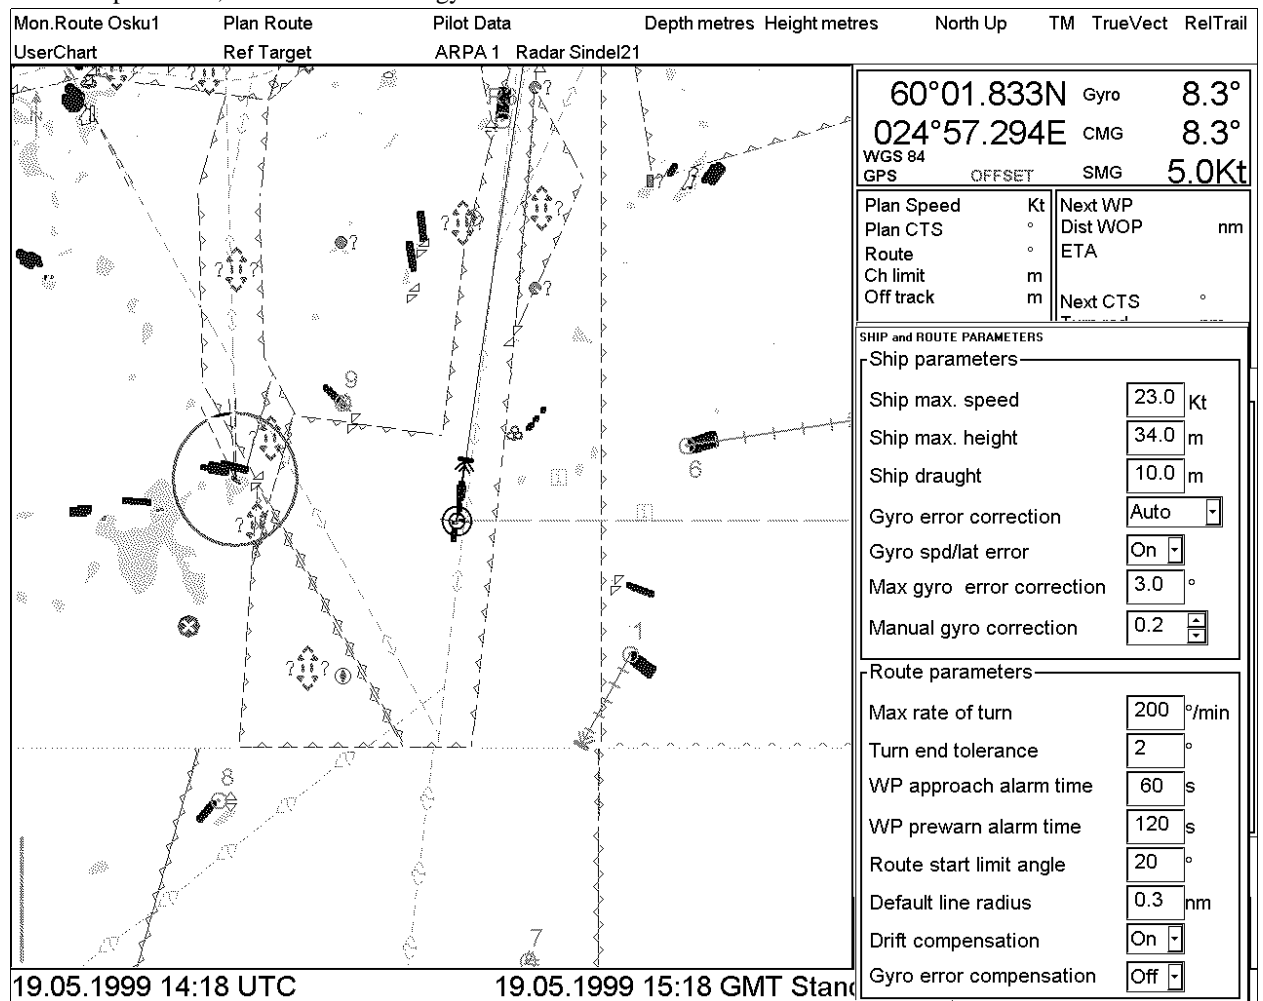 Mon.Route Osku1 Plan Route Pilot Data Depth metres Height metres North Up TM TrueVect RelTrail
UserChart Ref Target ARPA 1 Radar Sindel21
60°01.833N Gyro 8.3°
024°57.294E CMG 8.3°
WGS 84
GPS OFFSET SMG 5.0Kt
Plan Speed Kt
Plan CTS °
Route °
Ch limit m
Off track m
Next WP
Dist WOP nm
ETA
Next CTS °
SHIP and ROUTE PARAMETERS
Ship parameters
Ship max. speed 23.0 Kt
Ship max. height 34.0 m
Ship draught 10.0 m
Gyro error correction Auto
Gyro spd/lat error On
Max gyro error correction 3.0 °
Manual gyro correction 0.2
Route parameters
Max rate of turn 200 °/min
Turn end tolerance 2 °
WP approach alarm time 60 s
WP prewarn alarm time 120 s
Route start limit angle 20 °
Default line radius 0.3 nm
Drift compensation On
Gyro error compensation Off
? ?
?
? ?
? ?
? ?
?
?
9
6
?
1
? ?
8
7
19.05.1999 14:18 UTC 19.05.1999 15:18 GMT Stand